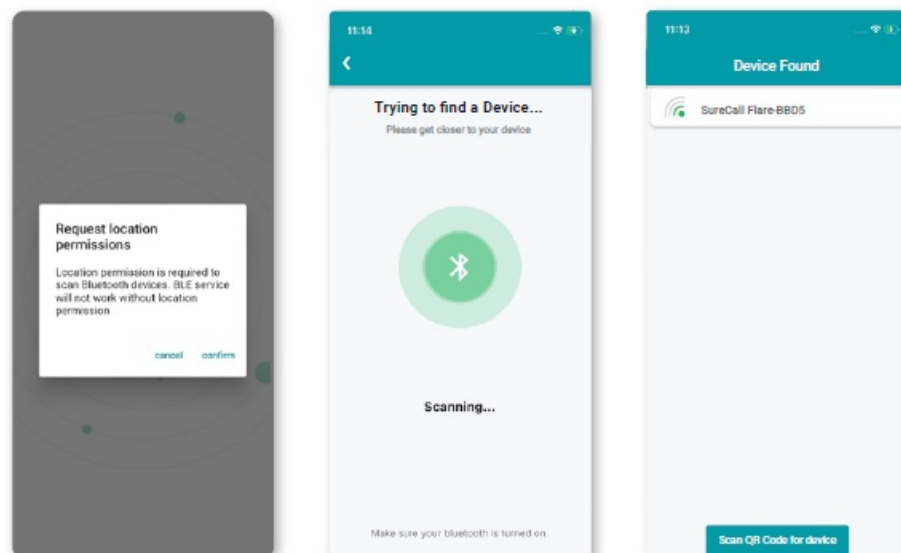 Request location
permissions
Location permission is required to
scan Bluetooth devices. BLE service
will not work without location
permission
cancel confirm
11:14
Trying to find a Device...
Please get closer to your device
Scanning...
Make sure your bluetooth is turned on.
11:13
Device Found
SureCall Flare-BBD5
Scan QR Code for device